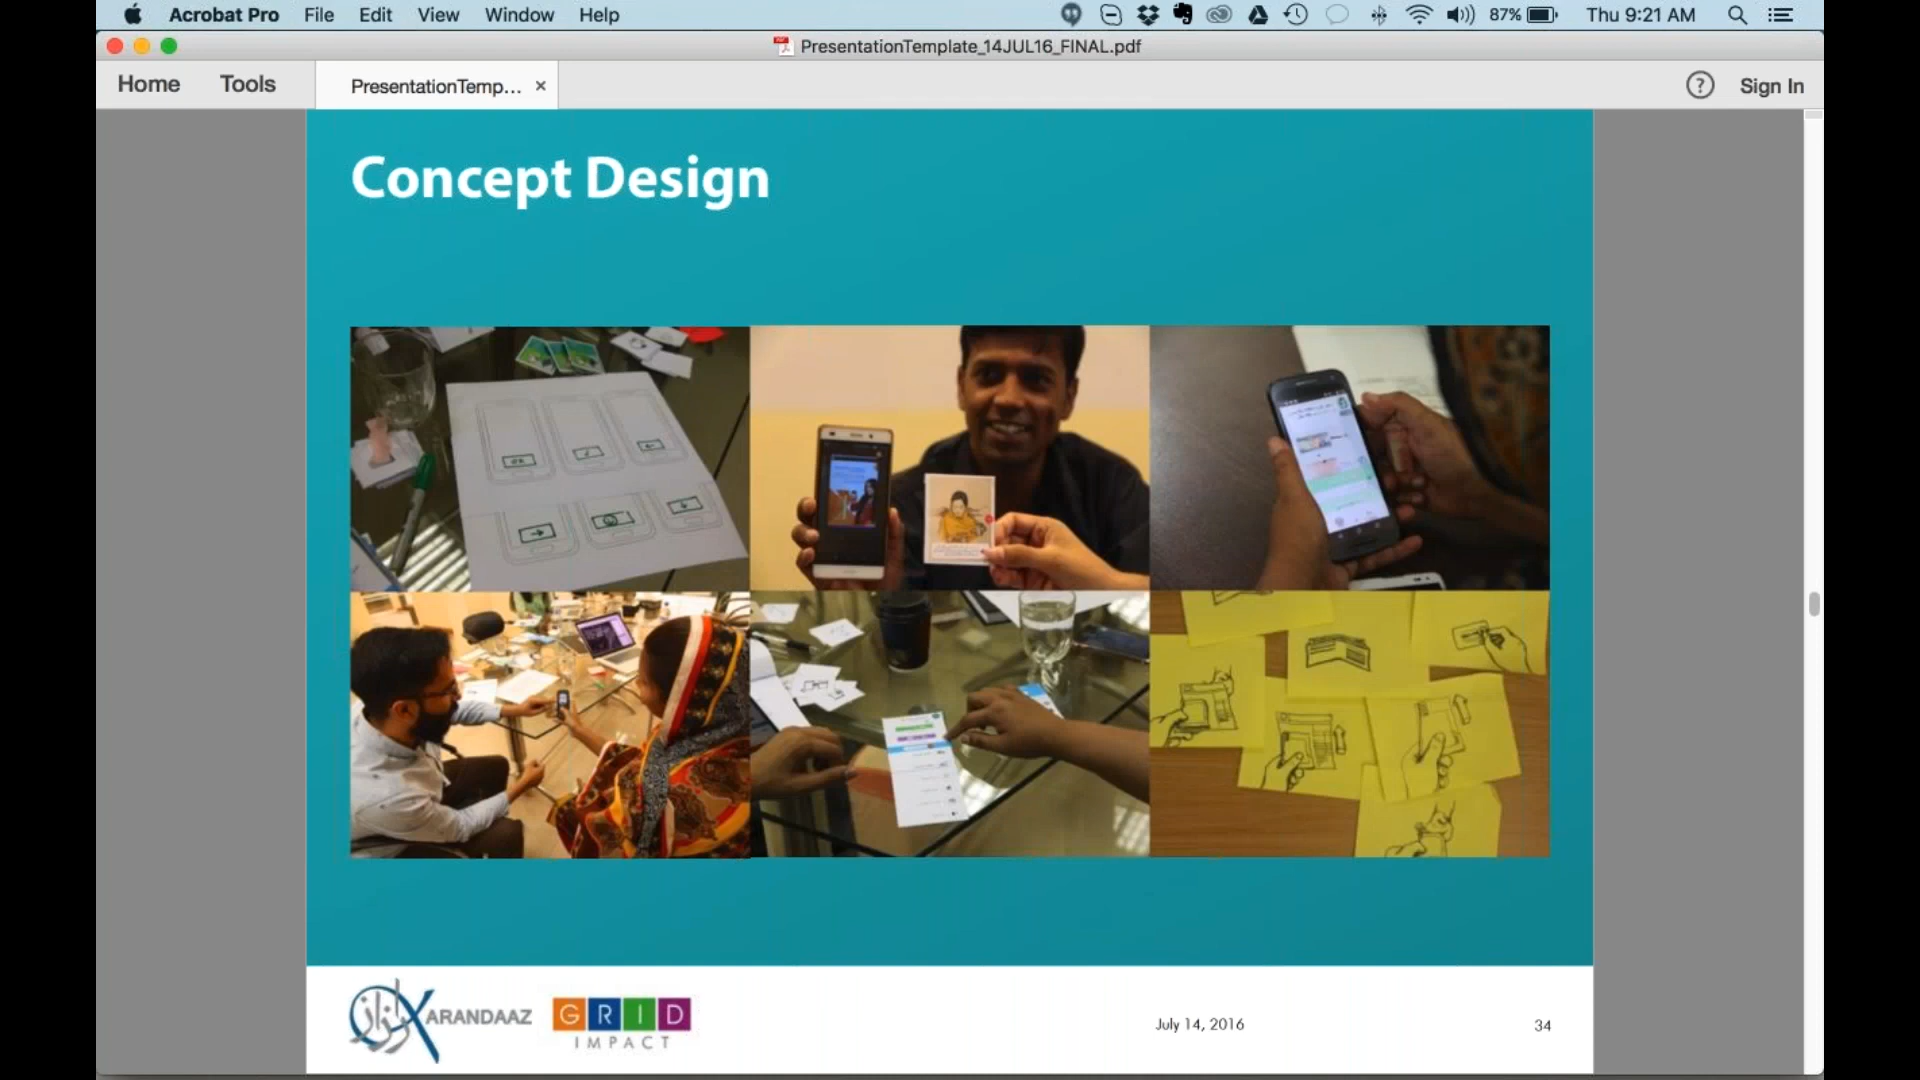 Acrobat Pro File Edit View Window Help 87% Thu 9:21 AM
PresentationTemplate_14JUL16_FINAL.pdf
Home Tools PresentationTemp... × ? Sign In
Concept Design
KARANDAAZ GRID
IMPACT
July 14, 2016 34